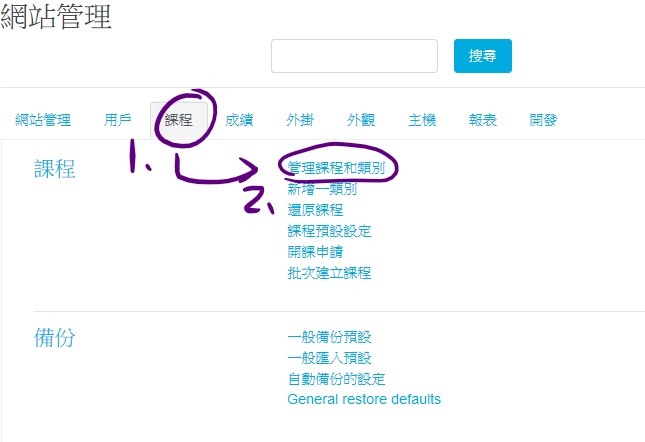 網站管理
搜尋
網站管理 用戶 課程 成績 外掛 外觀 主機 報表 開發
1.
課程
管理課程和類別
2.
新增一類別
還原課程
課程預設設定
開課申請
批次建立課程
備份
一般備份預設
一般匯入預設
自動備份的設定
General restore defaults